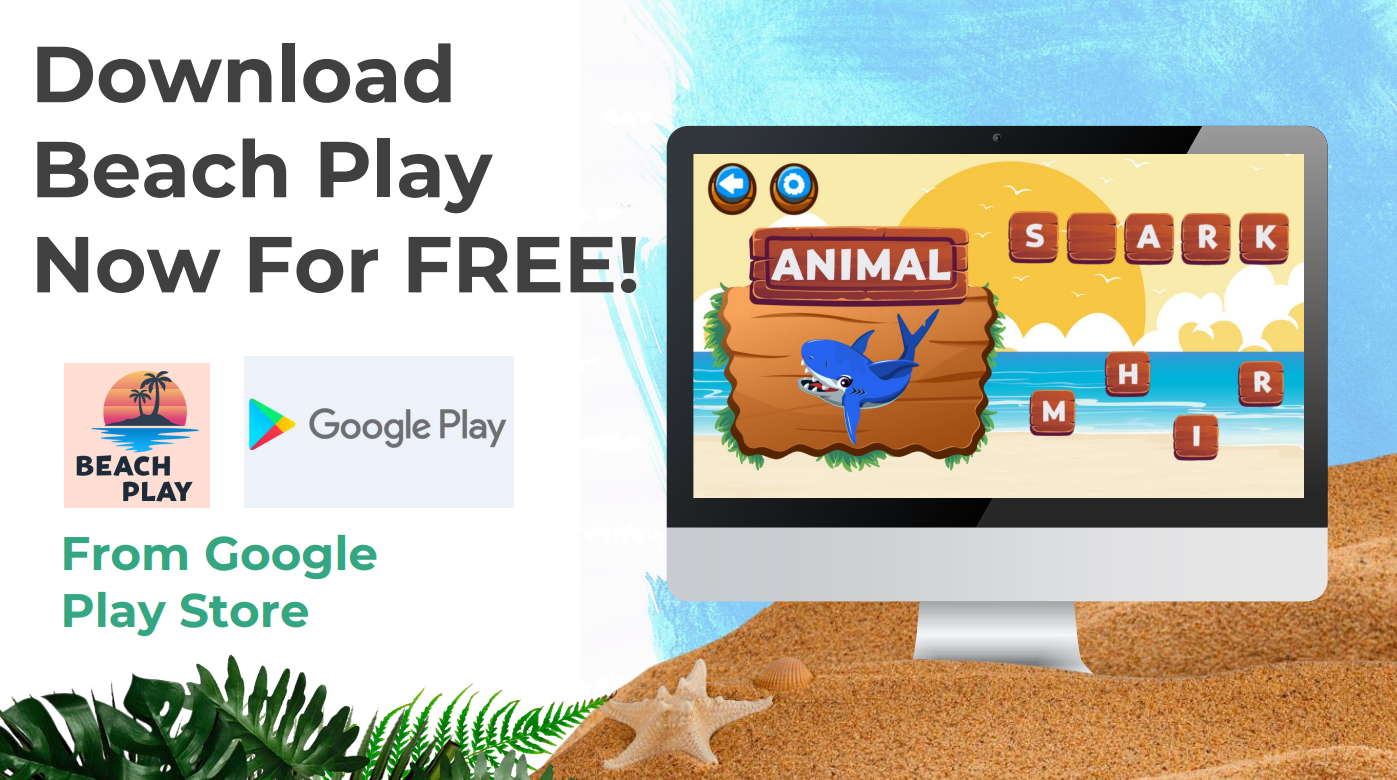 Download
Beach Play
Now For FREE!
BEACH
PLAY
Google Play
From Google
Play Store
ANIMAL
S A R K
H
R
M
I